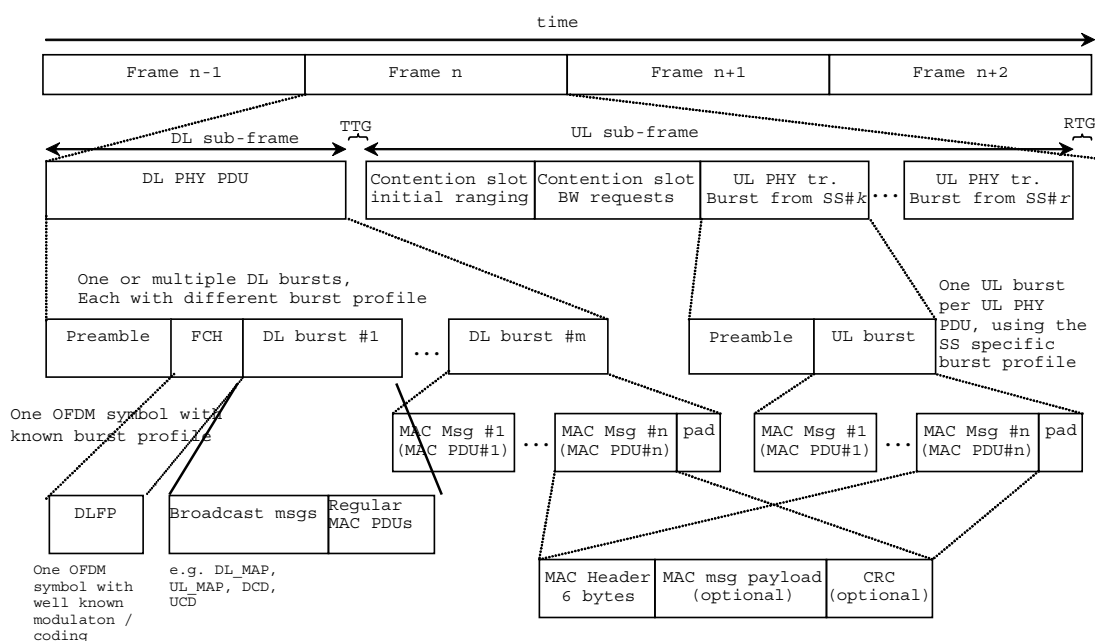 time
Frame n-1
Frame n
Frame n+1
Frame n+2
DL sub-frame
TTG
UL sub-frame
RTG
DL PHY PDU
Contention slot
initial ranging
Contention slot
BW requests
UL PHY tr.
Burst from SS#k
...
UL PHY tr.
Burst from SS#r
One or multiple DL bursts,
Each with different burst profile
One UL burst
per UL PHY
PDU, using the
SS specific
burst profile
Preamble
FCH
DL burst #1
...
DL burst #m
Preamble
UL burst
One OFDM symbol with
known burst profile
MAC Msg #1
(MAC PDU#1)
...
MAC Msg #n
(MAC PDU#n)
pad
MAC Msg #1
(MAC PDU#1)
...
MAC Msg #n
(MAC PDU#n)
pad
DLFP
Broadcast msgs
Regular
MAC PDUs
One OFDM
symbol with
well known
modulaton /
coding
e.g. DL_MAP,
UL_MAP, DCD,
UCD
MAC Header
6 bytes
MAC msg payload
(optional)
CRC
(optional)